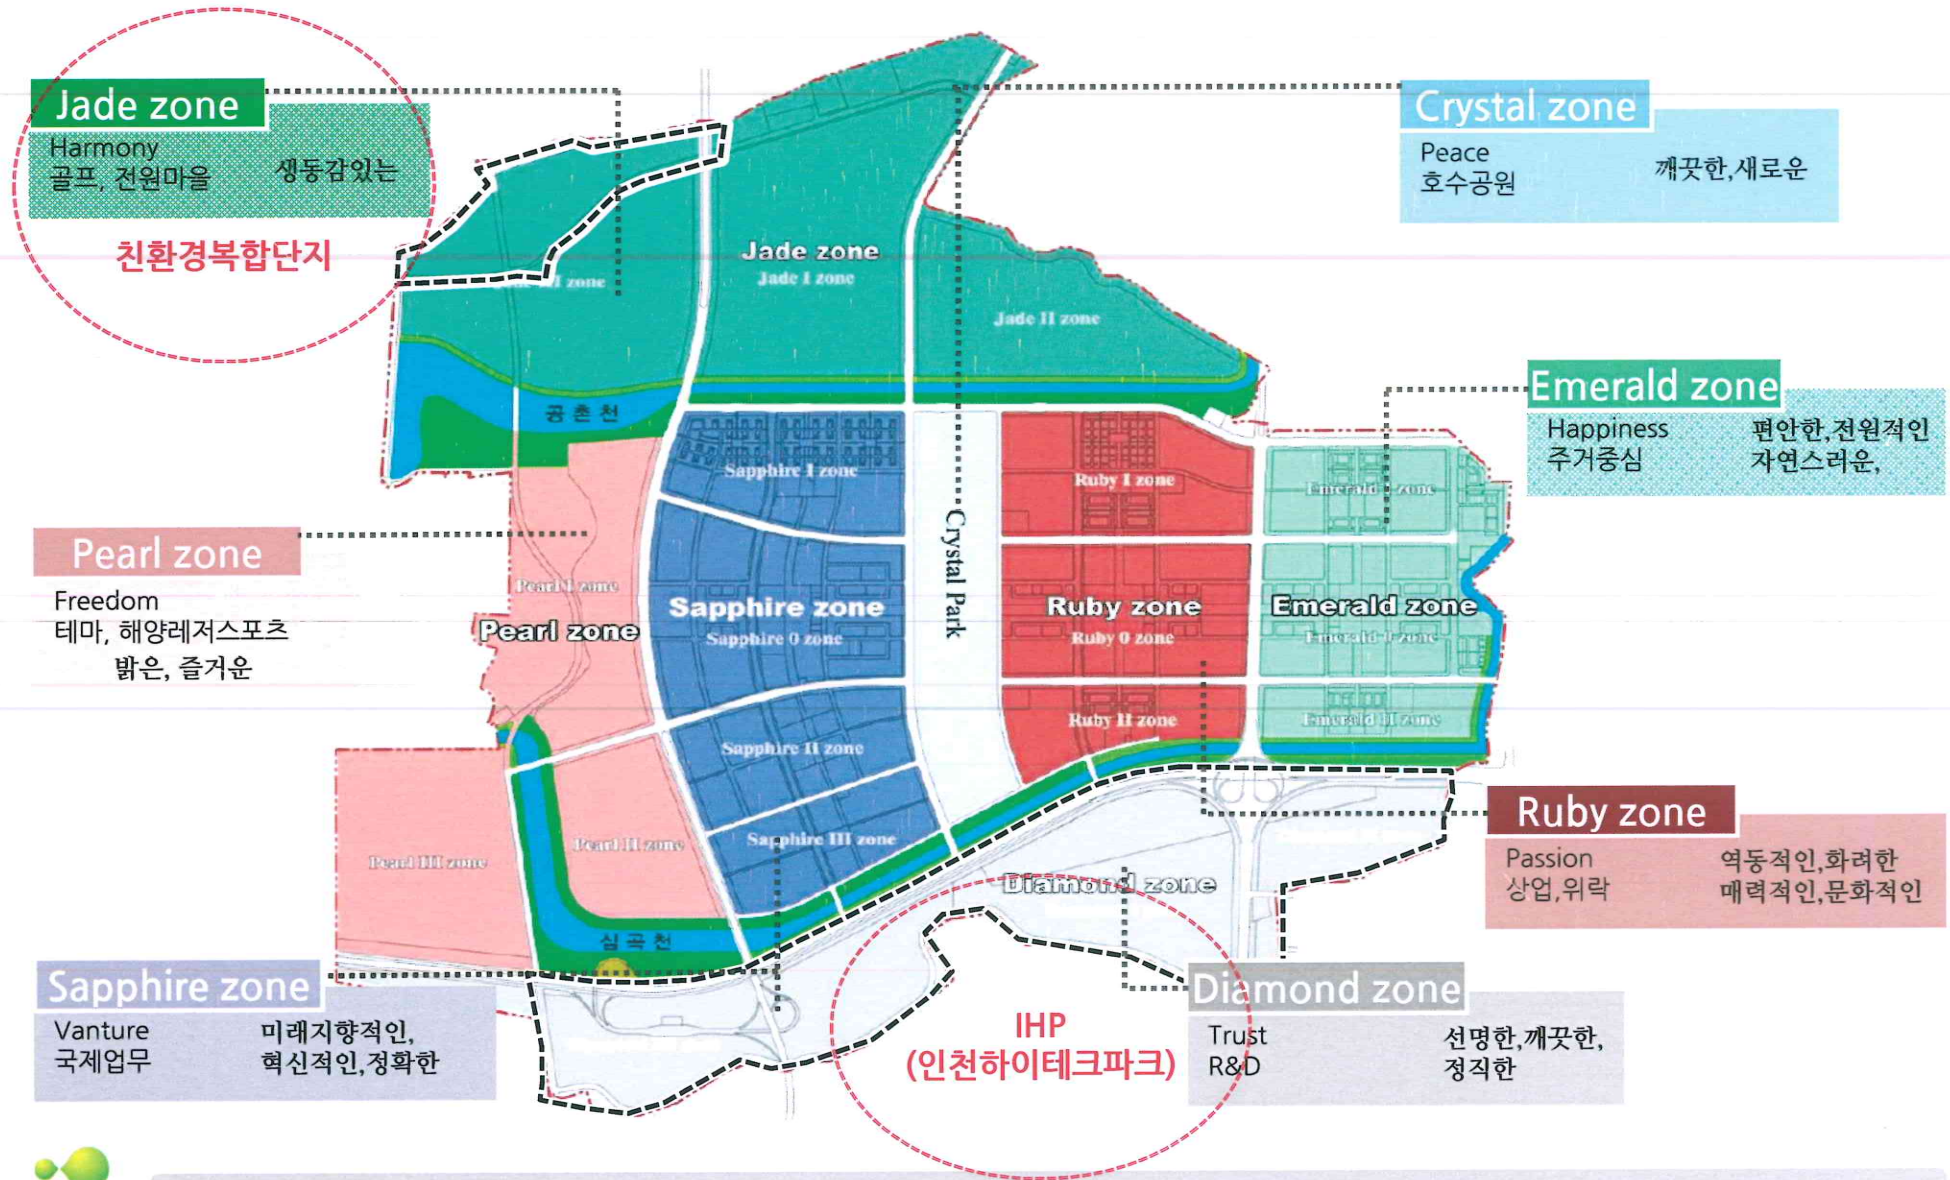 Jade zone
Harmony
골프, 전원마을
생동감있는
친환경복합단지
Crystal zone
Peace
호수공원
깨끗한,새로운
Jade zone
Jade I zone
zone
Jade II zone
공촌천
Emerald zone
Happiness
주거중심
편안한,전원적인
자연스러운,
Pearl zone
Freedom
테마, 해양레저스포츠
밝은, 즐거운
Sapphire I zone
Ruby I zone
Emerald I zone
Crystal Park
Pearl I zone
Pearl zone
Sapphire zone
Sapphire 0 zone
Ruby zone
Ruby 0 zone
Emerald zone
Emerald 0 zone
Sapphire II zone
Ruby II zone
Emerald II zone
Pearl III zone
Pearl II zone
Sapphire III zone
Diamond zone
심곡천
Ruby zone
Passion
상업,위락
역동적인,화려한
매력적인,문화적인
Sapphire zone
Vanture
국제업무
미래지향적인,
혁신적인,정확한
IHP
(인천하이테크파크)
Diamond zone
Trust
R&D
선명한,깨끗한,
정직한